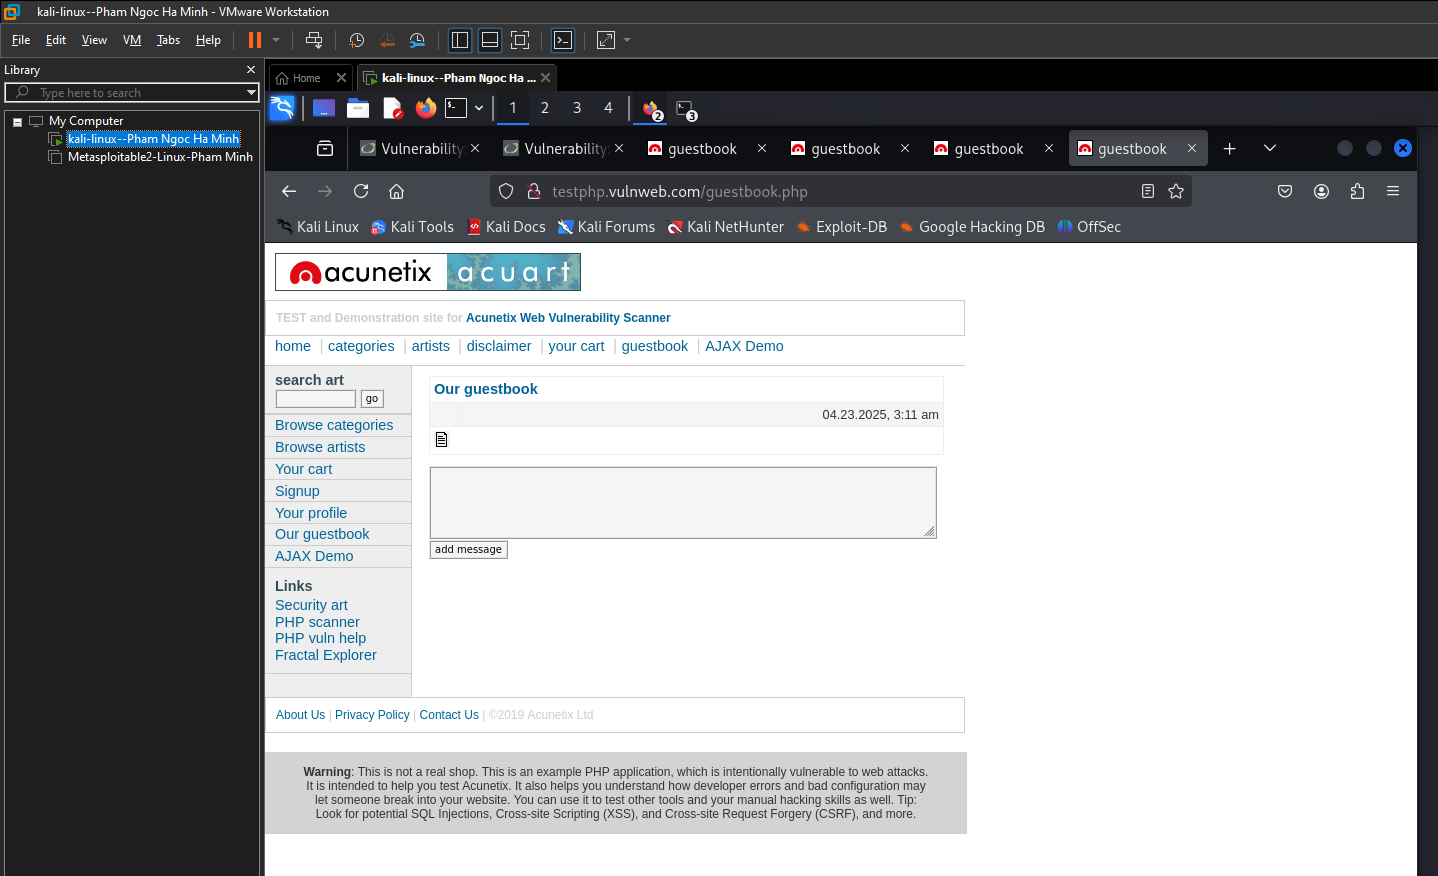 kali-linux--Pham Ngoc Ha Minh - VMware Workstation
File Edit View VM Tabs Help
Library
Type here to search
My Computer
kali-linux--Pham Ngoc Ha Minh
Metasploitable2-Linux-Pham Minh
Home
kali-linux--Pham Ngoc Ha ...
1 2 3 4 2 3
Vulnerability: Vulnerability: guestbook guestbook guestbook guestbook
testphp.vulnweb.com/guestbook.php
Kali Linux Kali Tools Kali Docs Kali Forums Kali NetHunter Exploit-DB Google Hacking DB OffSec
acunetix acuart
TEST and Demonstration site for Acunetix Web Vulnerability Scanner
home | categories | artists | disclaimer | your cart | guestbook | AJAX Demo
search art
go
Browse categories
Browse artists
Your cart
Signup
Your profile
Our guestbook
AJAX Demo
Links
Security art
PHP scanner
PHP vuln help
Fractal Explorer
Our guestbook
04.23.2025, 3:11 am
add message
About Us | Privacy Policy | Contact Us | ©2019 Acunetix Ltd
Warning: This is not a real shop. This is an example PHP application, which is intentionally vulnerable to web attacks.
It is intended to help you test Acunetix. It also helps you understand how developer errors and bad configuration may
let someone break into your website. You can use it to test other tools and your manual hacking skills as well. Tip:
Look for potential SQL Injections, Cross-site Scripting (XSS), and Cross-site Request Forgery (CSRF), and more.